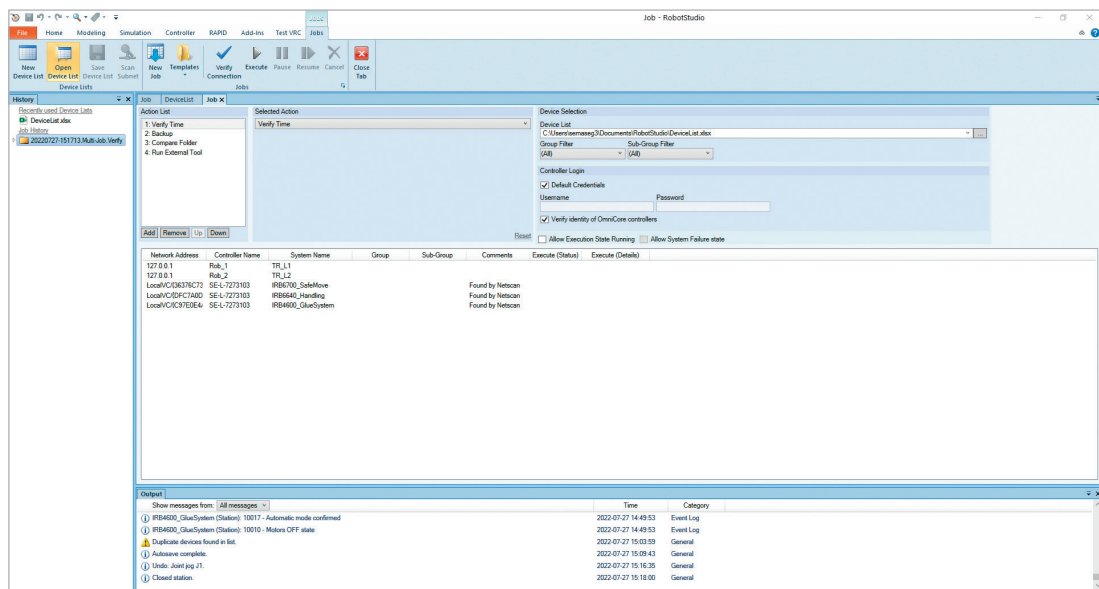 Jobs
Job - RobotStudio
File Home Modeling Simulation Controller RAPID Add-Ins Test VRC Jobs
New Device List
Open Device List
Save Device List
Scan Subnet
Device Lists
New Job
Templates
Verify Connection
Execute
Pause
Resume
Cancel
Jobs
Close Tab
History
Recently used Device Lists
DeviceList.xlsx
Job History
20220727-151713.Multi-Job.Verify
Job DeviceList Job X
Action List
1: Verify Time
2: Backup
3: Compare Folder
4: Run External Tool
Add Remove Up Down
Selected Action
Verify Time
Reset
Device Selection
Device List
C:\Users\semaseg3\Documents\RobotStudio\DeviceList.xlsx
...
Group Filter Sub-Group Filter
(All) (All)
Controller Login
Default Credentials
Username Password
Verify identity of OmniCore controllers
Allow Execution State Running Allow System Failure state
Network Address Controller Name System Name Group Sub-Group Comments Execute (Status) Execute (Details)
127.0.0.1 Rob_1 TR_L1
127.0.0.1 Rob_2 TR_L2
LocalVC/{36376C73 SE-L-7273103 IRB6700_SafeMove Found by Netscan
LocalVC/{DFC7A0D SE-L-7273103 IRB6640_Handling Found by Netscan
LocalVC/{C97E0E4/ SE-L-7273103 IRB4600_GlueSystem Found by Netscan
Output
Show messages from: All messages Time Category
IRB4600_GlueSystem (Station): 10017 - Automatic mode confirmed 2022-07-27 14:49:53 Event Log
IRB4600_GlueSystem (Station): 10010 - Motors OFF state 2022-07-27 14:49:53 Event Log
Duplicate devices found in list. 2022-07-27 15:03:59 General
Autosave complete. 2022-07-27 15:09:43 General
Undo: Joint jog J1. 2022-07-27 15:16:35 General
Closed station. 2022-07-27 15:18:00 General